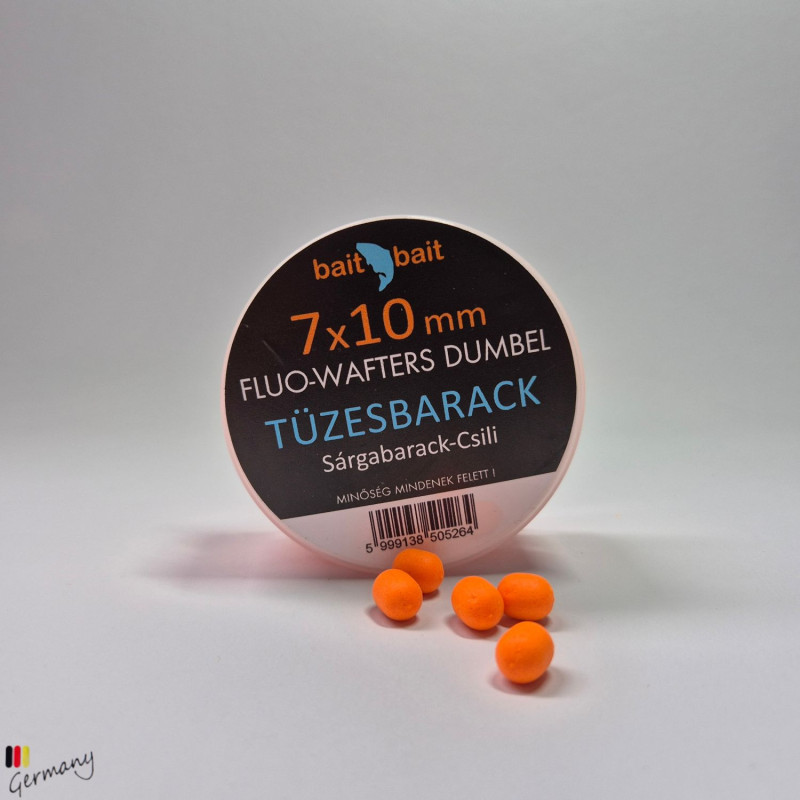 bait bait
7x10 mm
FLUO-WAFTERS DUMBEL
TÜZESBARACK
Sárgabarack-Csili
MINŐSÉG MINDENEK FELETT !
5 999138 505264
Germany